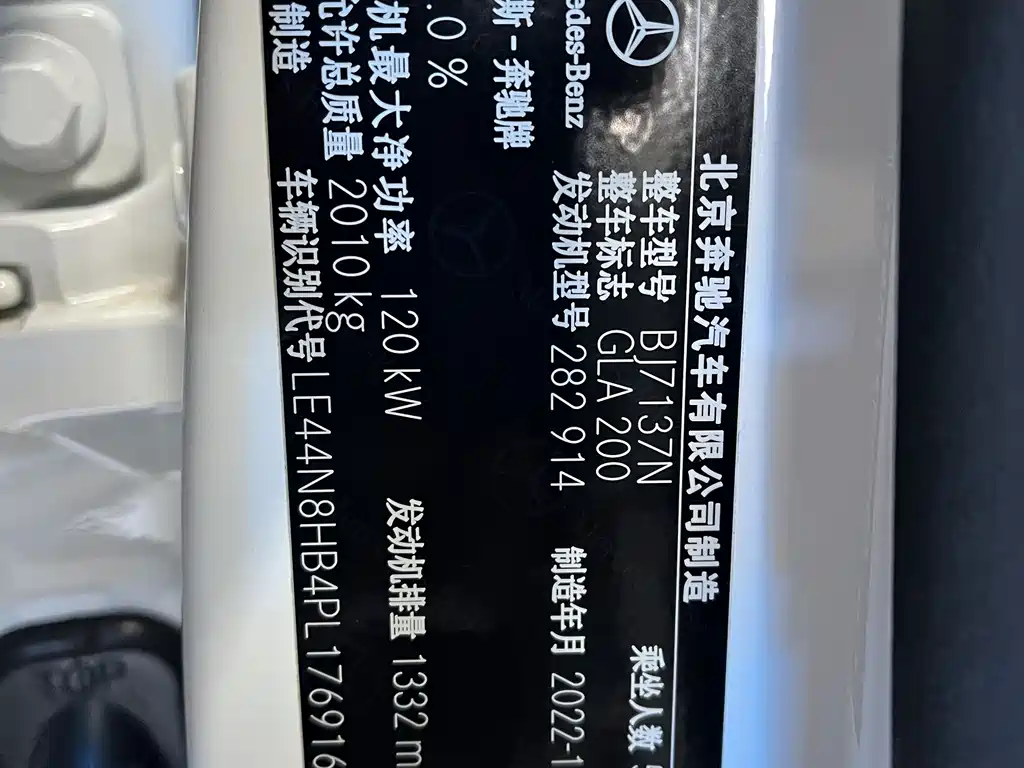 北京奔驰汽车有限公司制造
整车型号 BJ7137N 乘坐人数
edes-Benz 整车标志 GLA 200
斯-奔驰牌 发动机型号 282 914 制造年月 2022-1
.0 %
机最大净功率 120 kW 发动机排量 1332 m
允许总质量 2010 kg
制造 车辆识别代号 LE44N8HB4PL176916